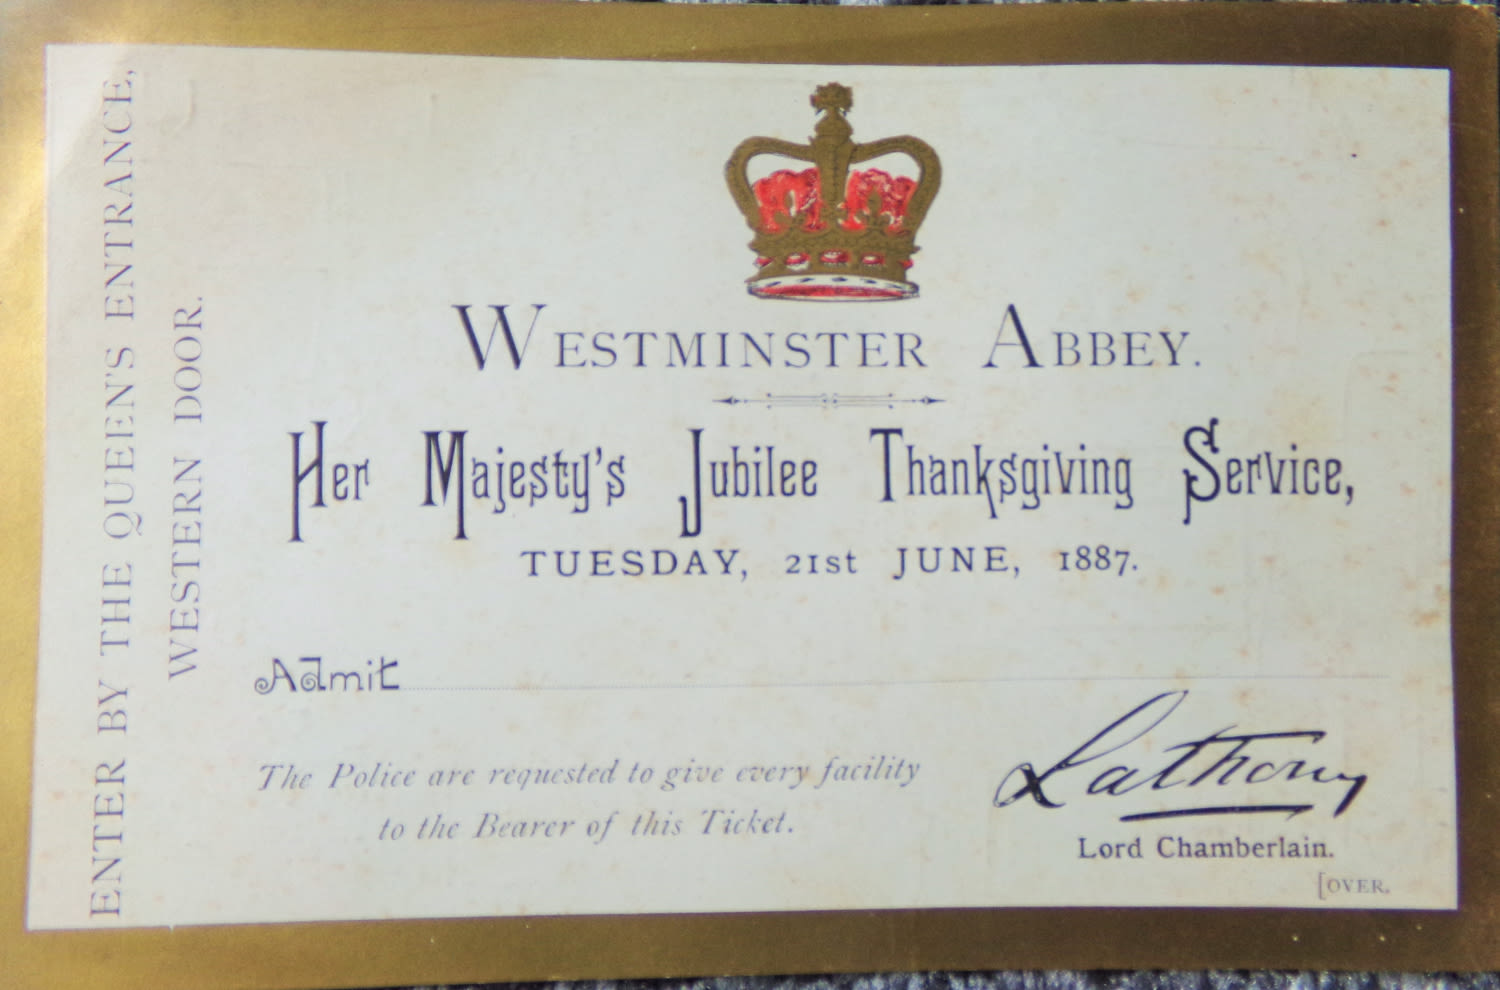 ENTER BY THE QUEEN'S ENTRANCE,
WESTERN DOOR.
WESTMINSTER ABBEY.
Her Majesty's Jubilee Thanksgiving Service,
TUESDAY, 21st JUNE, 1887.
Admit
The Police are requested to give every facility
to the Bearer of this Ticket.
Lathom
Lord Chamberlain.
[OVER.